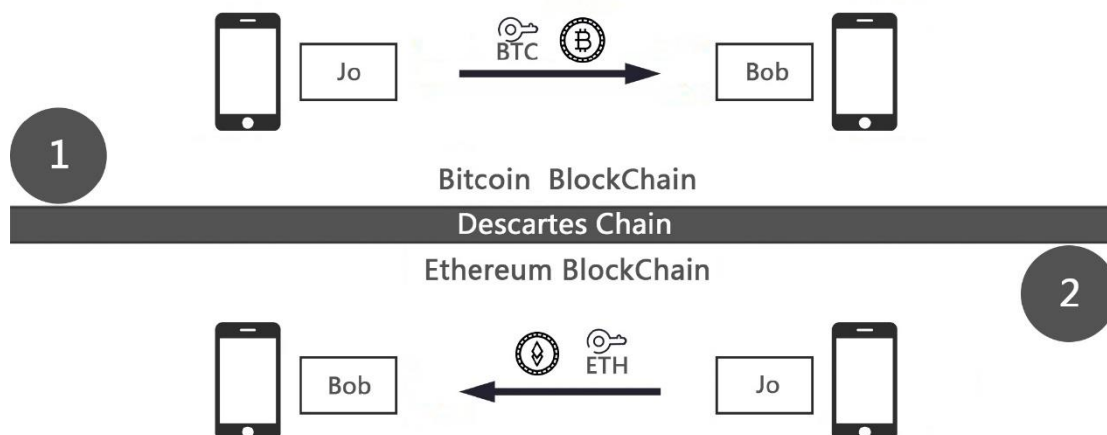 Jo
BTC
Bob
1
Bitcoin BlockChain
Descartes Chain
Ethereum BlockChain
2
Bob
ETH
Jo